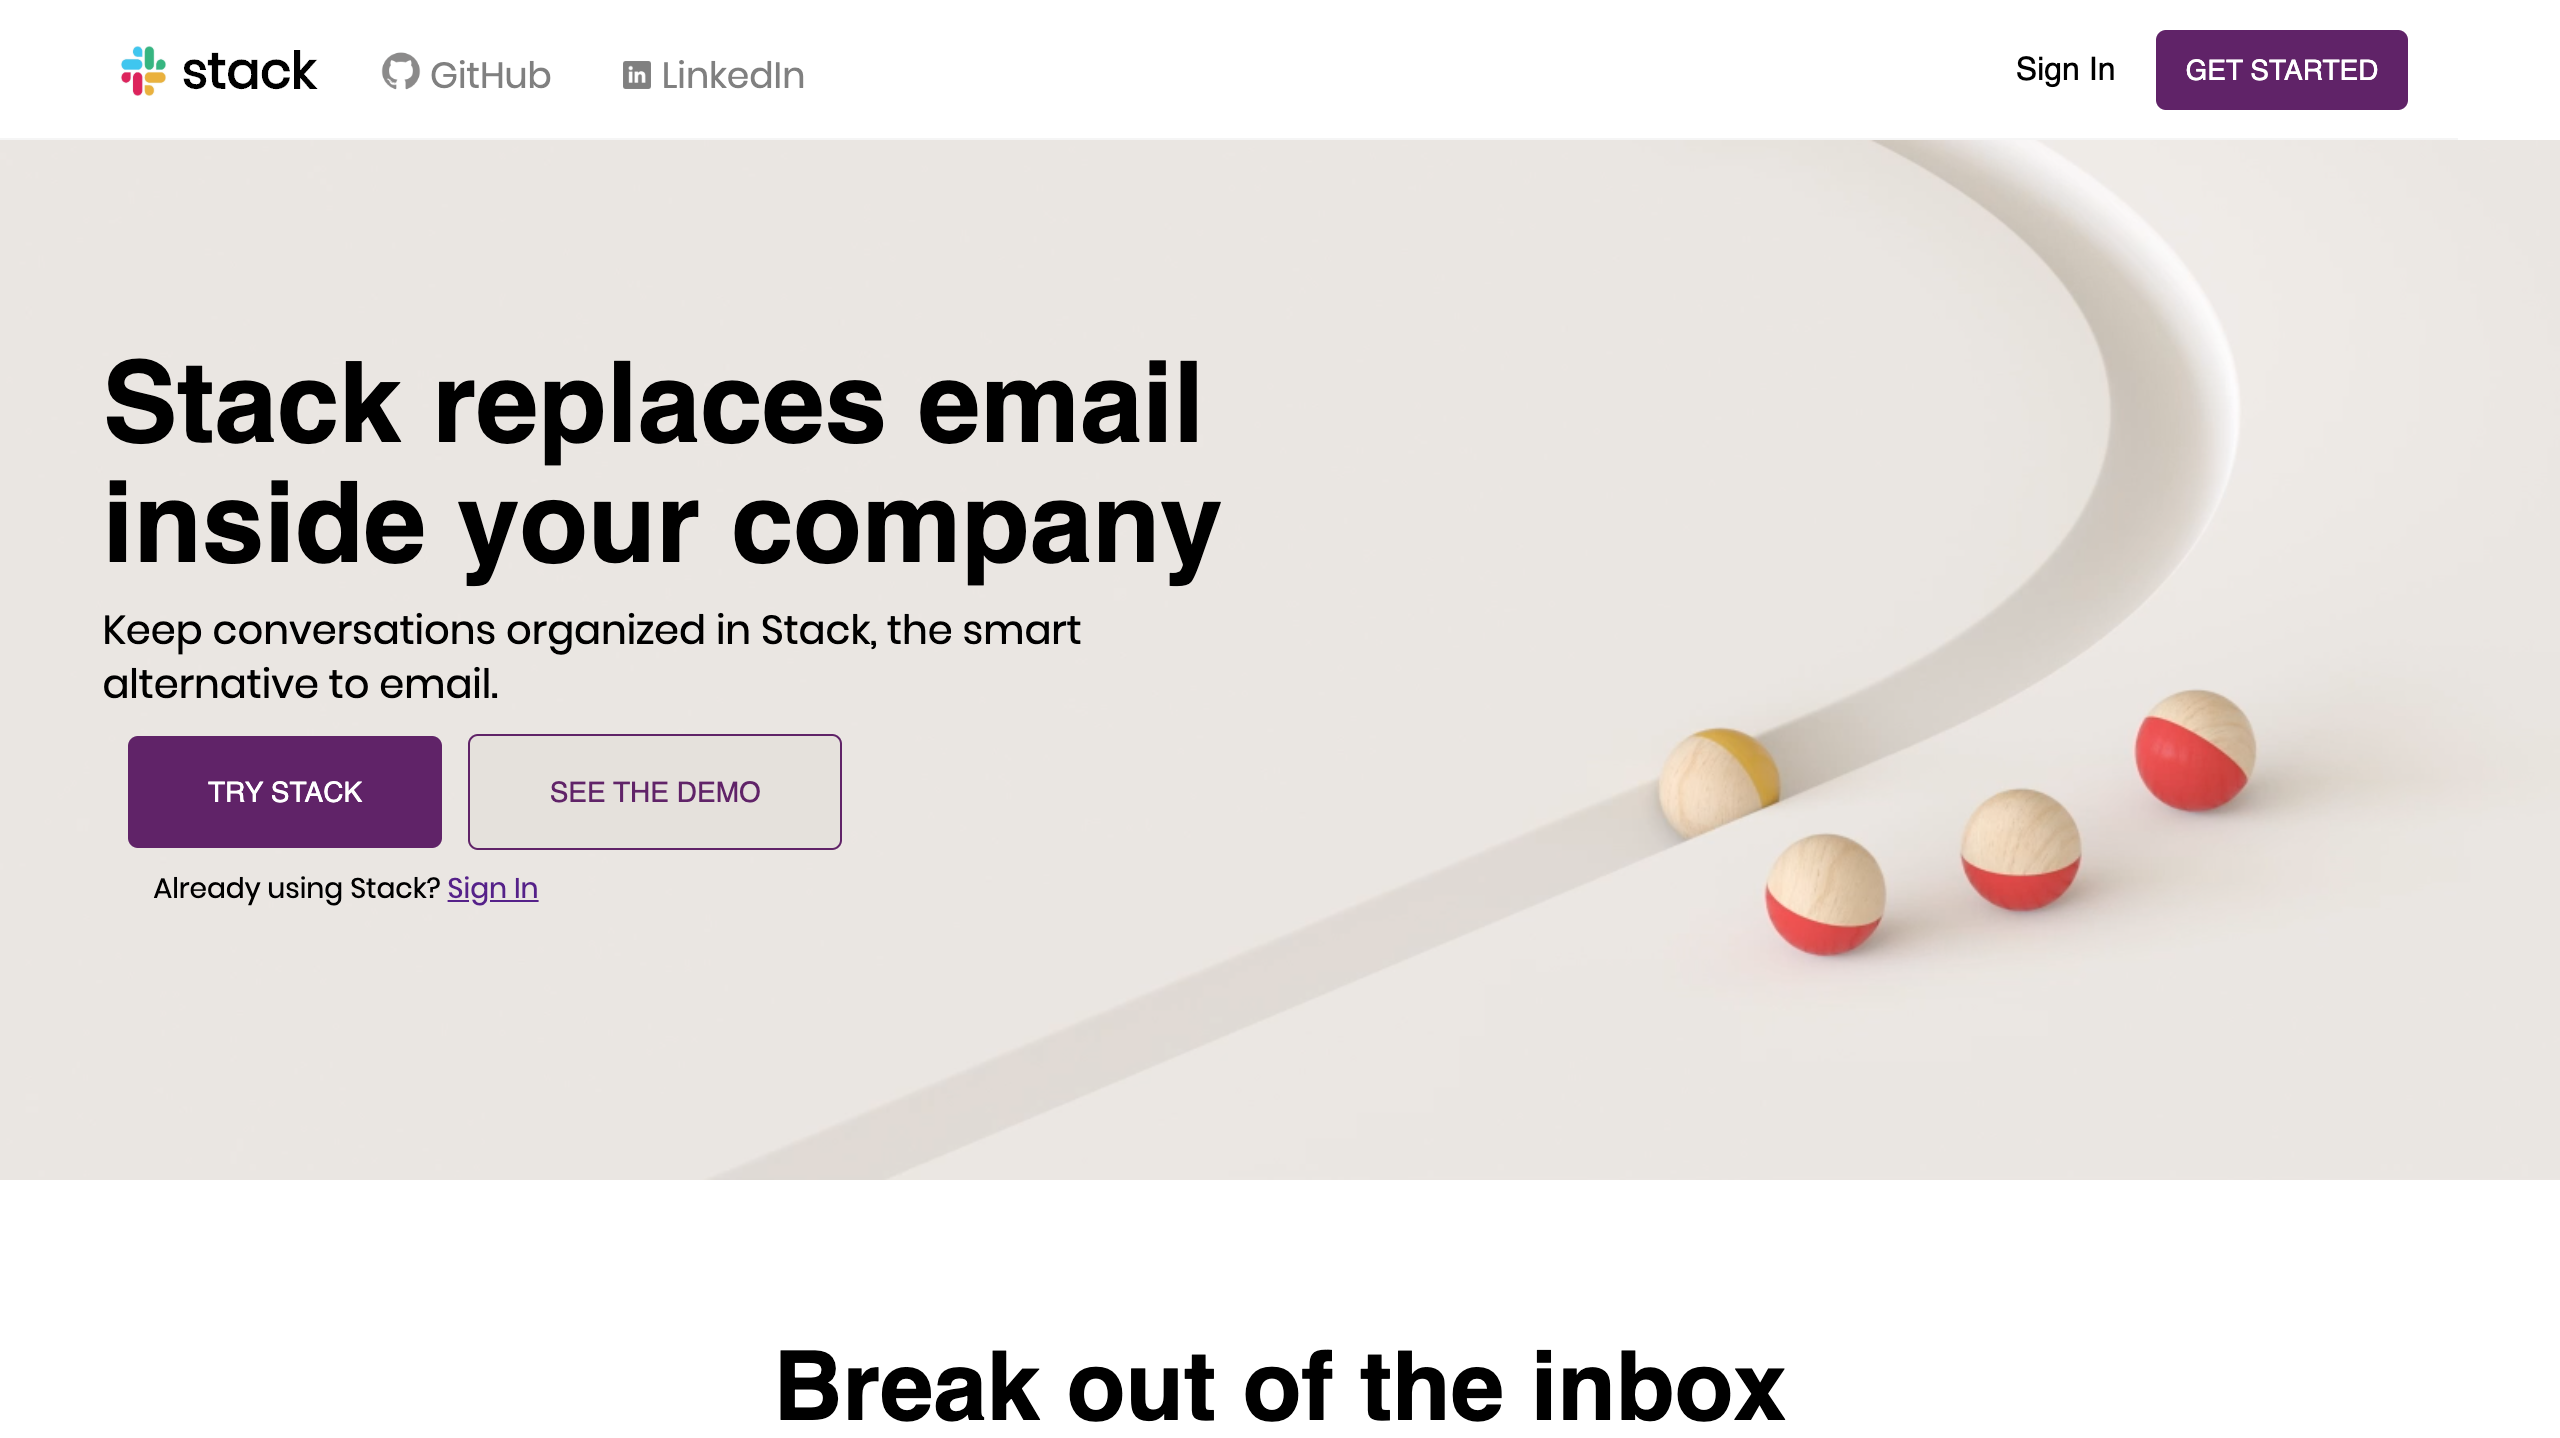 stack
GitHub
LinkedIn
Sign In
GET STARTED
Stack replaces email
inside your company
Keep conversations organized in Stack, the smart
alternative to email.
TRY STACK
SEE THE DEMO
Already using Stack? Sign In
Break out of the inbox